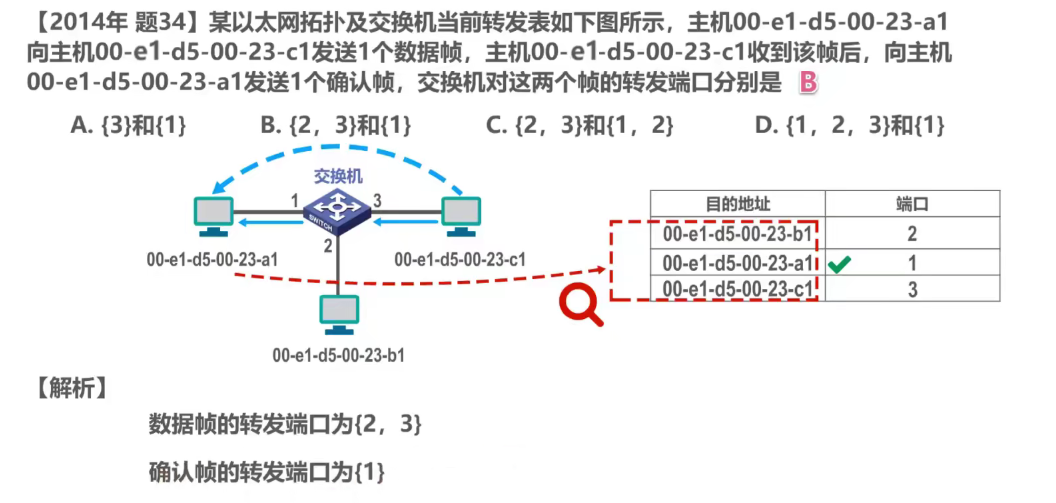 【2014年 题34】某以太网拓扑及交换机当前转发表如下图所示，主机00-e1-d5-00-23-a1
向主机00-e1-d5-00-23-c1发送1个数据帧，主机00-e1-d5-00-23-c1收到该帧后，向主机
00-e1-d5-00-23-a1发送1个确认帧，交换机对这两个帧的转发端口分别是 B
A. {3}和{1} B. {2，3}和{1} C. {2，3}和{1，2} D. {1，2，3}和{1}
交换机
1 3
SWITCH
2
00-e1-d5-00-23-a1 00-e1-d5-00-23-c1
00-e1-d5-00-23-b1
目的地址 端口
00-e1-d5-00-23-b1 2
00-e1-d5-00-23-a1 1
00-e1-d5-00-23-c1 3
【解析】
数据帧的转发端口为{2，3}
确认帧的转发端口为{1}